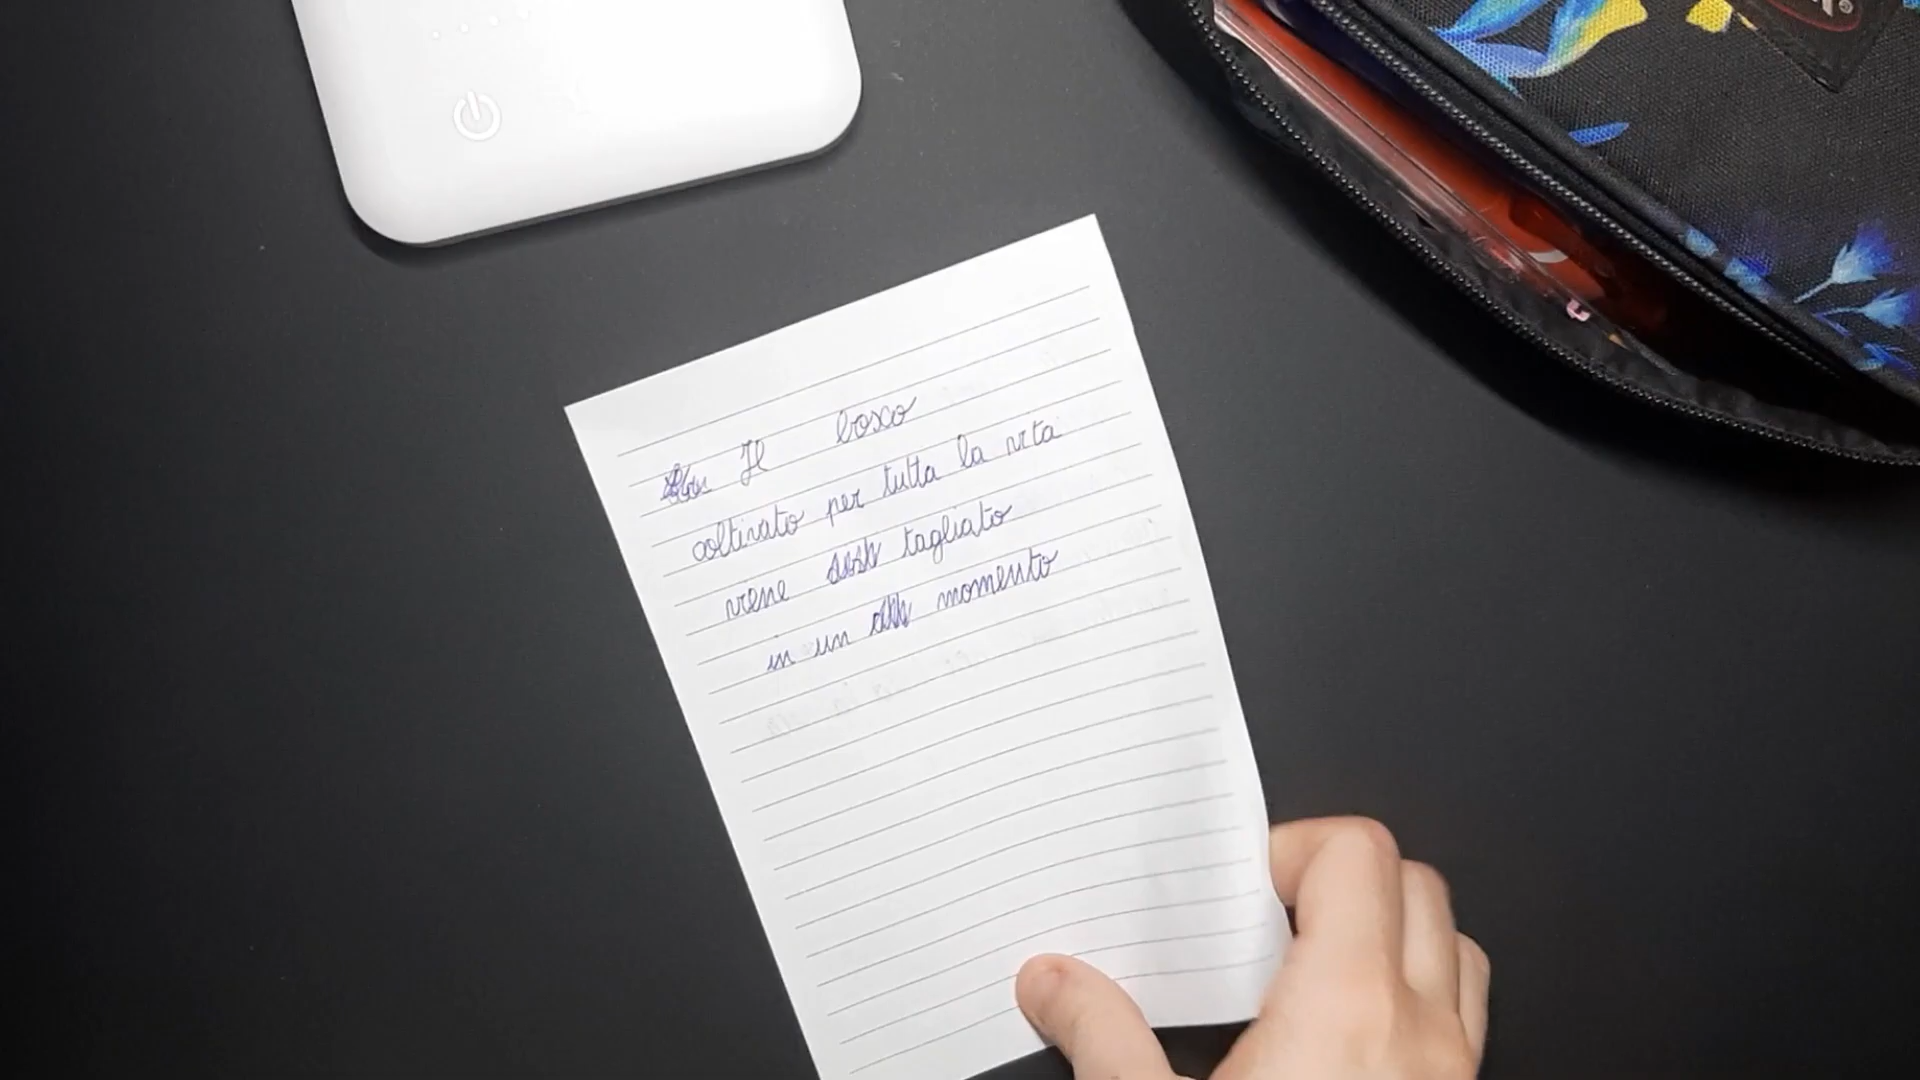 Il bosco
coltivato per tutta la vita
viene tagliato
in un momento